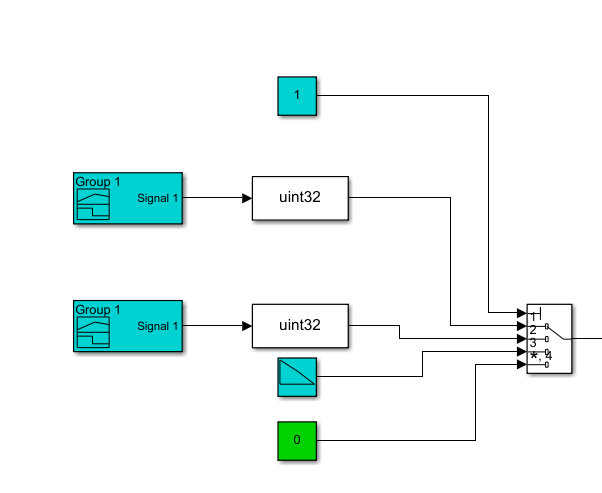 1
Group 1
Signal 1
uint32
Group 1
Signal 1
uint32
1
2
3
*, 4
0